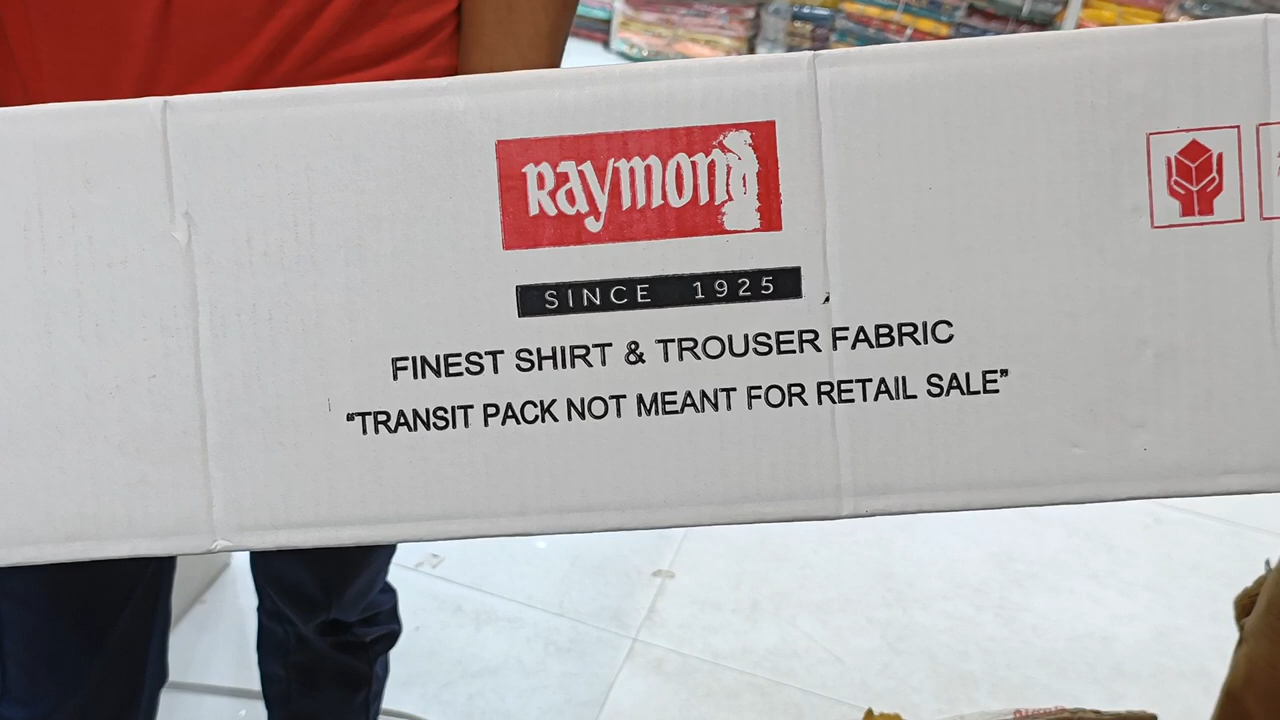 Raymond
SINCE 1925
FINEST SHIRT & TROUSER FABRIC
“TRANSIT PACK NOT MEANT FOR RETAIL SALE”